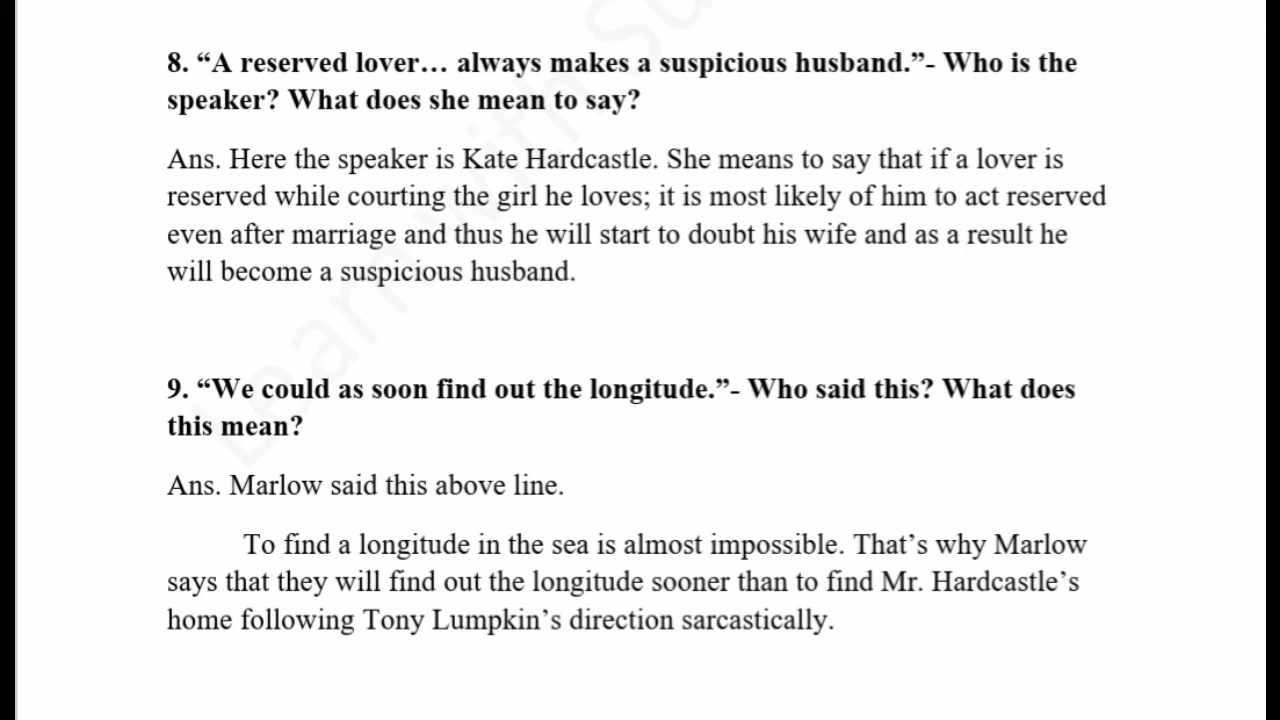 8. “A reserved lover… always makes a suspicious husband.”- Who is the
speaker? What does she mean to say?
Ans. Here the speaker is Kate Hardcastle. She means to say that if a lover is
reserved while courting the girl he loves; it is most likely of him to act reserved
even after marriage and thus he will start to doubt his wife and as a result he
will become a suspicious husband.
9. “We could as soon find out the longitude.”- Who said this? What does
this mean?
Ans. Marlow said this above line.
To find a longitude in the sea is almost impossible. That’s why Marlow
says that they will find out the longitude sooner than to find Mr. Hardcastle’s
home following Tony Lumpkin’s direction sarcastically.
Learn with su